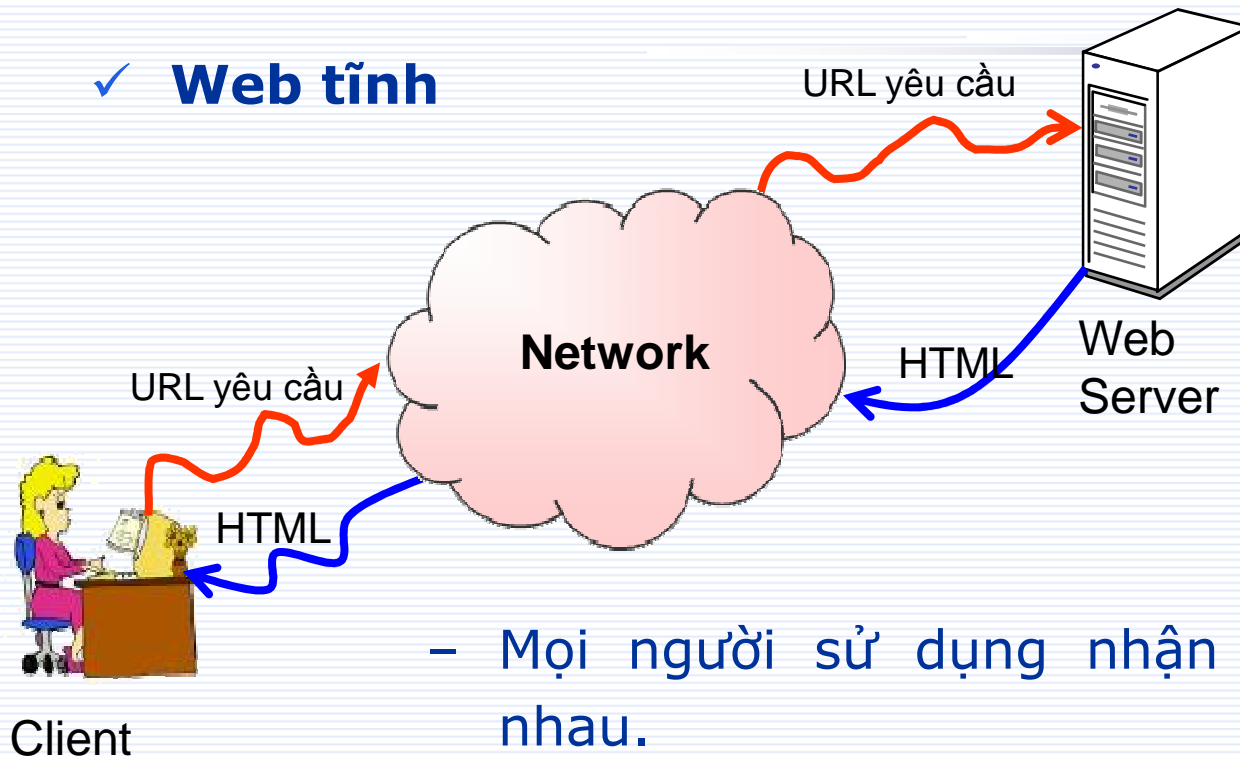 ✓ Web tĩnh
URL yêu cầu
Network
HTML
Web
Server
URL yêu cầu
HTML
Client
– Mọi người sử dụng nhận
nhau.